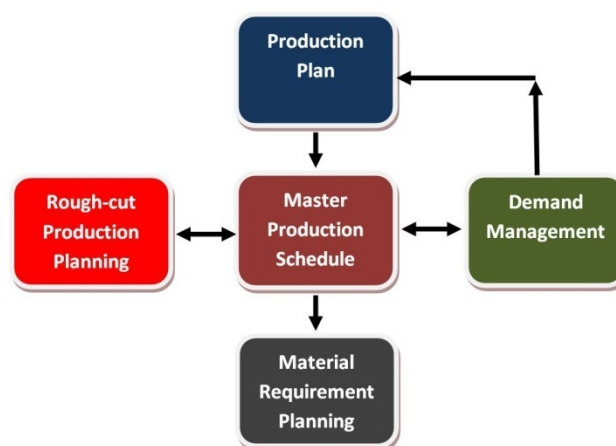 Production
Plan
Rough-cut
Production
Planning
Master
Production
Schedule
Demand
Management
Material
Requirement
Planning